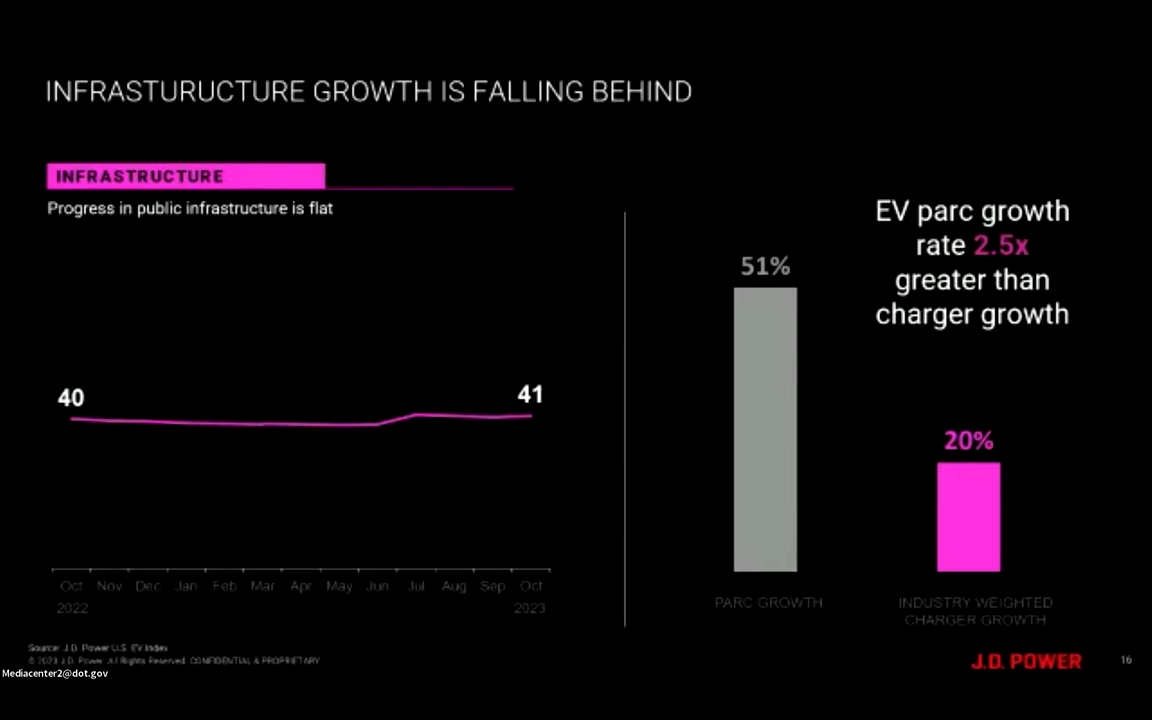 INFRASTURUCTURE GROWTH IS FALLING BEHIND
INFRASTRUCTURE
Progress in public infrastructure is flat
40
41
Oct Nov Dec Jan Feb Mar Apr May Jun Jul Aug Sep Oct
2022 2023
EV parc growth
rate 2.5x
greater than
charger growth
51%
20%
PARC GROWTH
INDUSTRY WEIGHTED
CHARGER GROWTH
Source: J.D. Power U.S. EV Index
© 2023 J.D. Power. All Rights Reserved. CONFIDENTIAL & PROPRIETARY
Mediacenter2@dot.gov
J.D. POWER
16